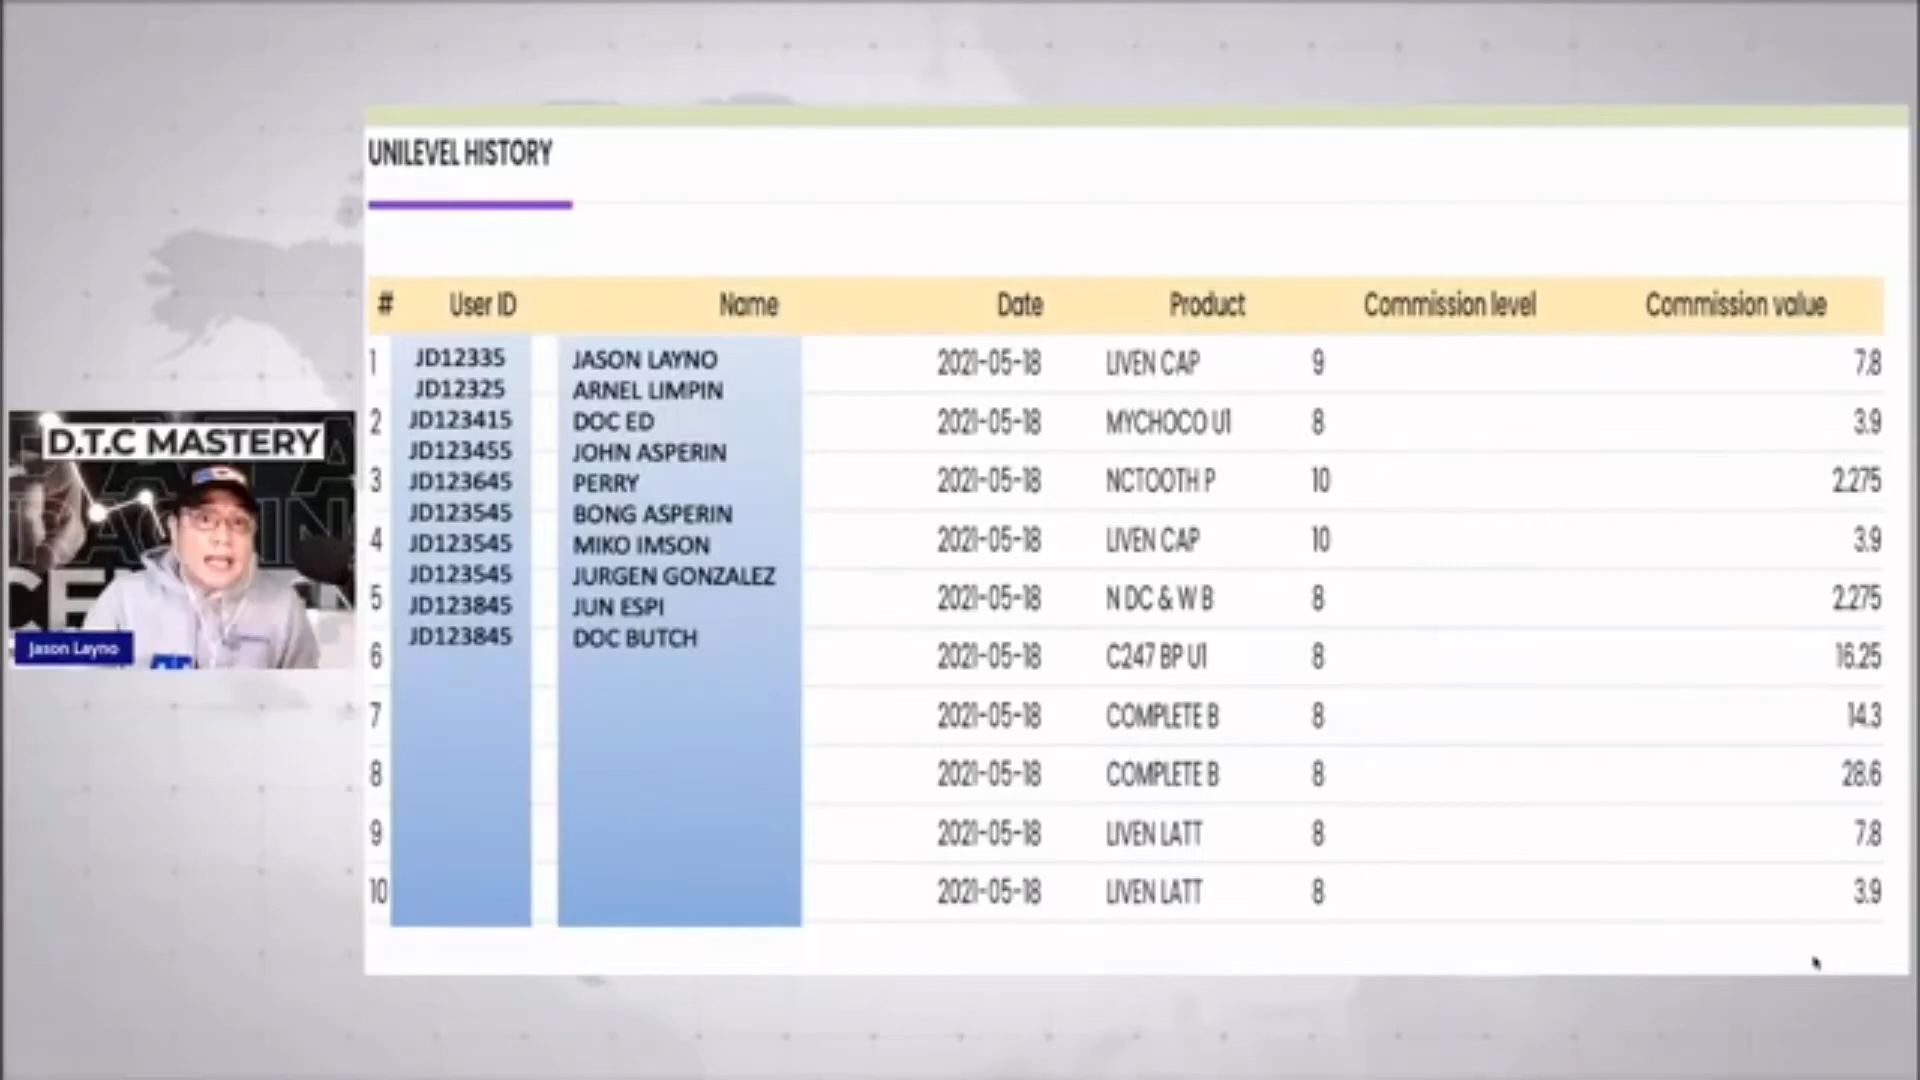 UNILEVEL HISTORY
# User ID Name Date Product Commission level Commission value
1 JD12335 JASON LAYNO 2021-05-18 LIVEN CAP 9 7.8
JD12325 ARNEL LIMPIN
2 JD123415 DOC ED 2021-05-18 MYCHOCO U1 8 3.9
JD123455 JOHN ASPERIN
3 JD123645 PERRY 2021-05-18 NCTOOTH P 10 2.275
JD123545 BONG ASPERIN
4 JD123545 MIKO IMSON 2021-05-18 LIVEN CAP 10 3.9
JD123545 JURGEN GONZALEZ
5 JD123845 JUN ESPI 2021-05-18 N DC & W B 8 2.275
JD123845 DOC BUTCH
6 2021-05-18 C247 BP U1 8 16.25
7 2021-05-18 COMPLETE B 8 14.3
8 2021-05-18 COMPLETE B 8 28.6
9 2021-05-18 LIVEN LATT 8 7.8
10 2021-05-18 LIVEN LATT 8 3.9
D.T.C MASTERY
Jason Layno